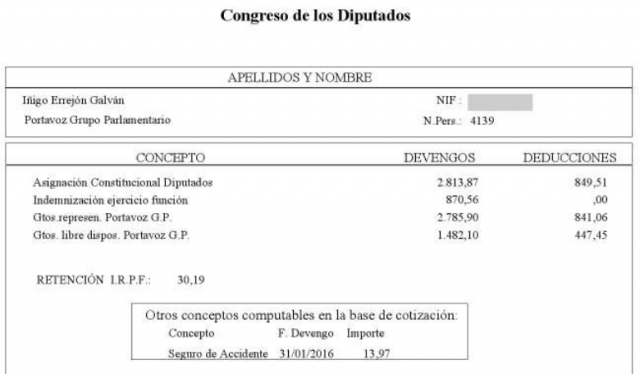 Congreso de los Diputados
APELLIDOS Y NOMBRE
Iñigo Errejón Galván NIF :
Portavoz Grupo Parlamentario N.Pers.: 4139
CONCEPTO DEVENGOS DEDUCCIONES
Asignación Constitucional Diputados 2.813,87 849,51
Indemnización ejercicio función 870,56 ,00
Gtos.represen. Portavoz G.P. 2.785,90 841,06
Gtos. libre dispos. Portavoz G.P. 1.482,10 447,45
RETENCIÓN I.R.P.F.: 30,19
Otros conceptos computables en la base de cotización:
Concepto F. Devengo Importe
Seguro de Accidente 31/01/2016 13,97